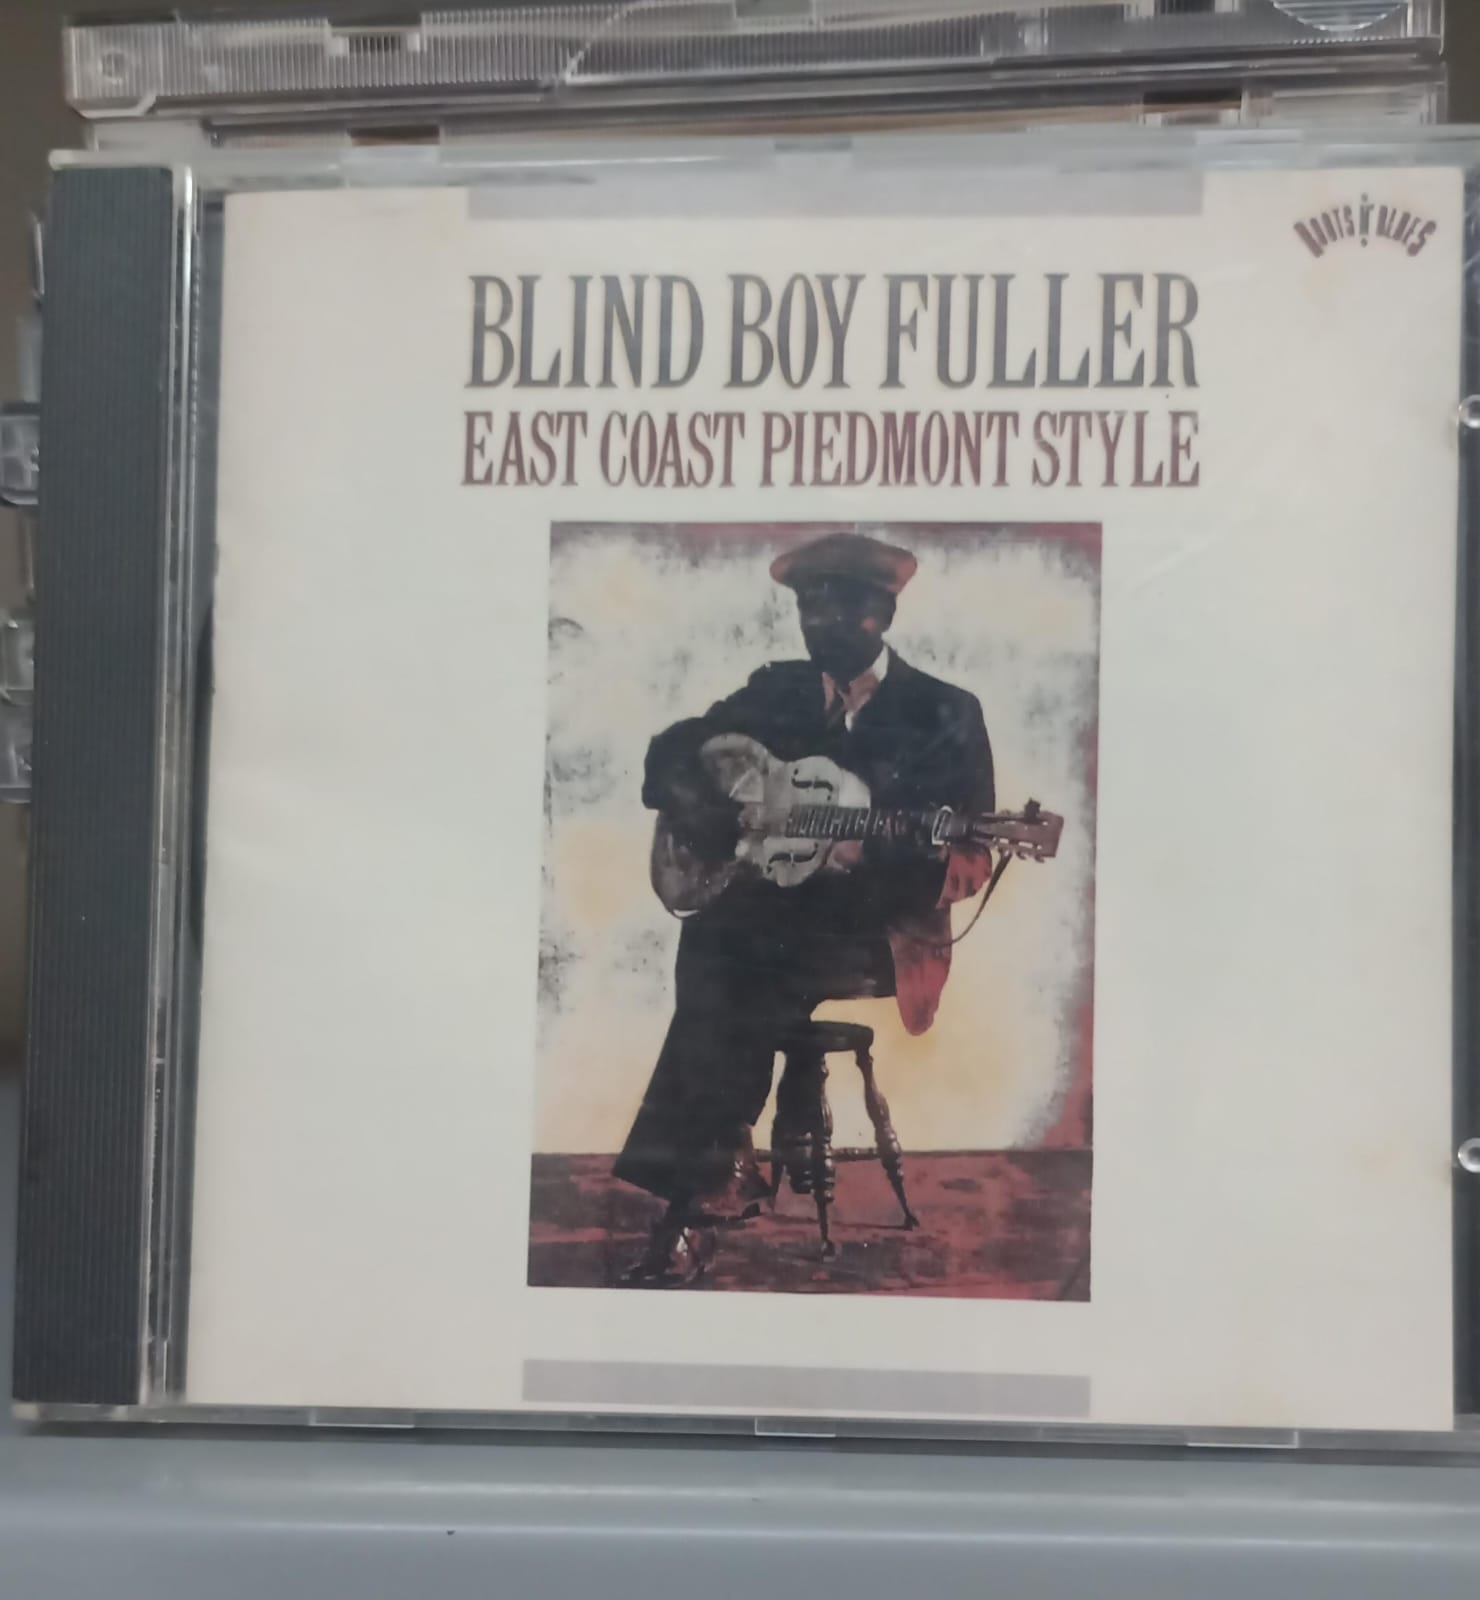 ROOTS N' BLUES
BLIND BOY FULLER
EAST COAST PIEDMONT STYLE